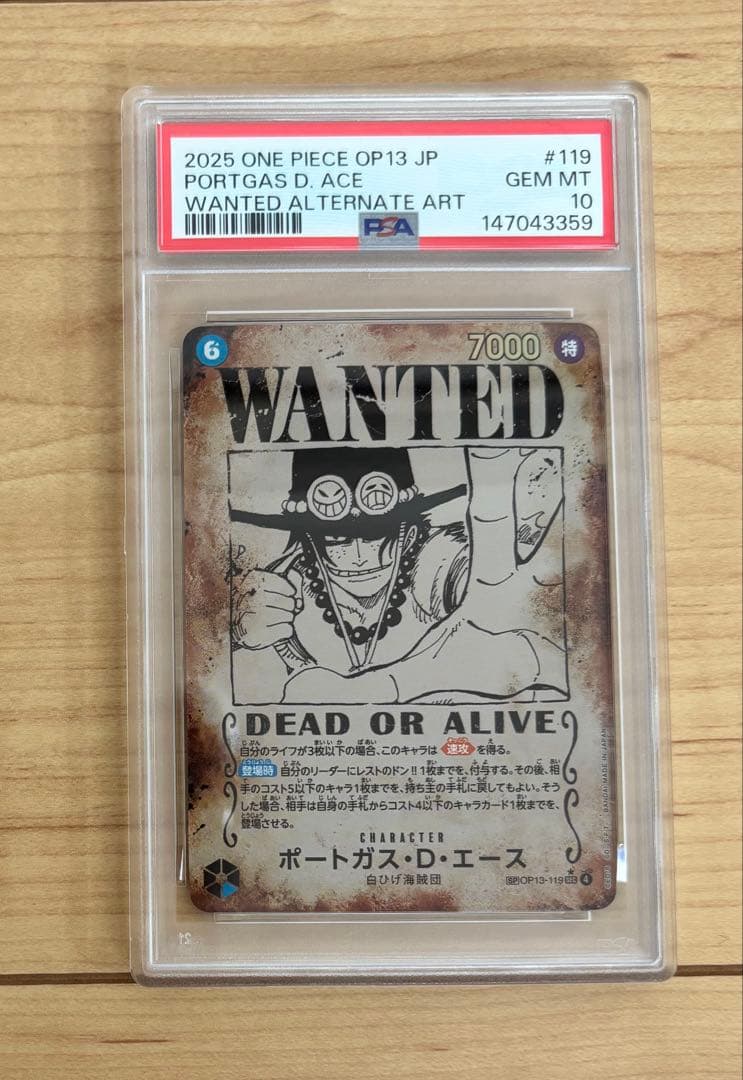 2025 ONE PIECE OP13 JP #119
PORTGAS D. ACE GEM MT
WANTED ALTERNATE ART 10
PSA 147043359
6 7000 特
WANTED
DEAD OR ALIVE
自分のライフが3枚以下の場合、このキャラは 速攻 を得る。
登場時 自分のリーダーにレストのドン!!1枚までを、付与する。その後、相
手のコスト5以下のキャラ1枚までを、持ち主の手札に戻してもよい。そう
した場合、相手は自身の手札からコスト4以下のキャラカード1枚までを、
登場させる。
CHARACTER
ポートガス・D・エース
白ひげ海賊団
SP OP13-119 SEC 4
BANDAI MADE IN JAPAN